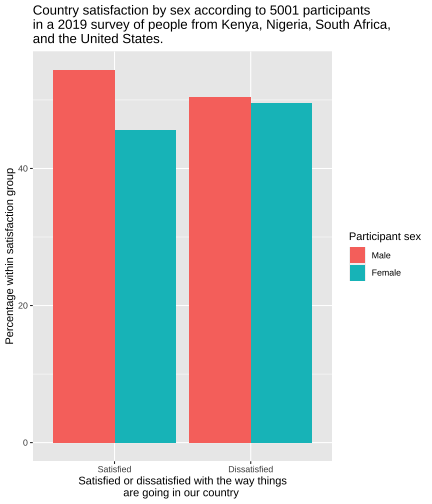 Country satisfaction by sex according to 5001 participants
in a 2019 survey of people from Kenya, Nigeria, South Africa,
and the United States.
Percentage within satisfaction group
40
20
0
Satisfied
Dissatisfied
Satisfied or dissatisfied with the way things
are going in our country
Participant sex
Male
Female